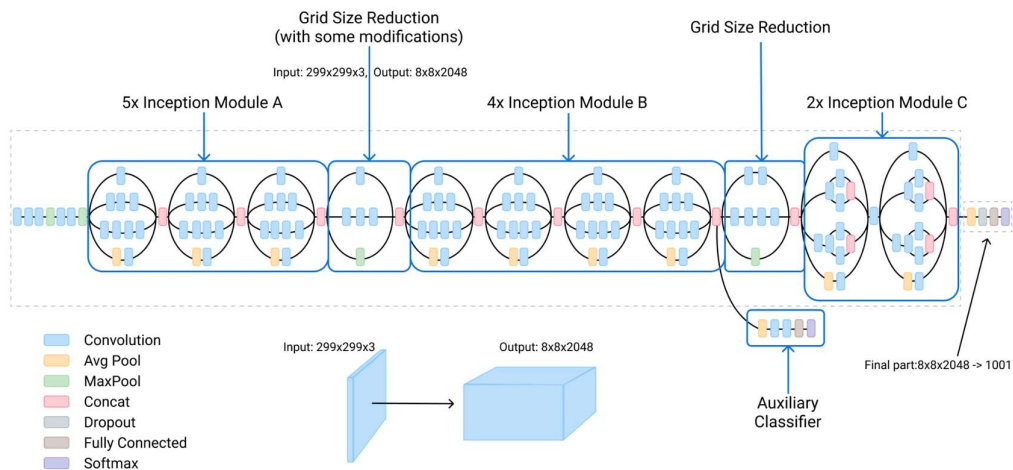 Grid Size Reduction
(with some modifications)
Grid Size Reduction
Input: 299x299x3, Output: 8x8x2048
5x Inception Module A
4x Inception Module B
2x Inception Module C
Convolution
Avg Pool
MaxPool
Concat
Dropout
Fully Connected
Softmax
Input: 299x299x3
Output: 8x8x2048
Auxiliary
Classifier
Final part:8x8x2048 -> 1001